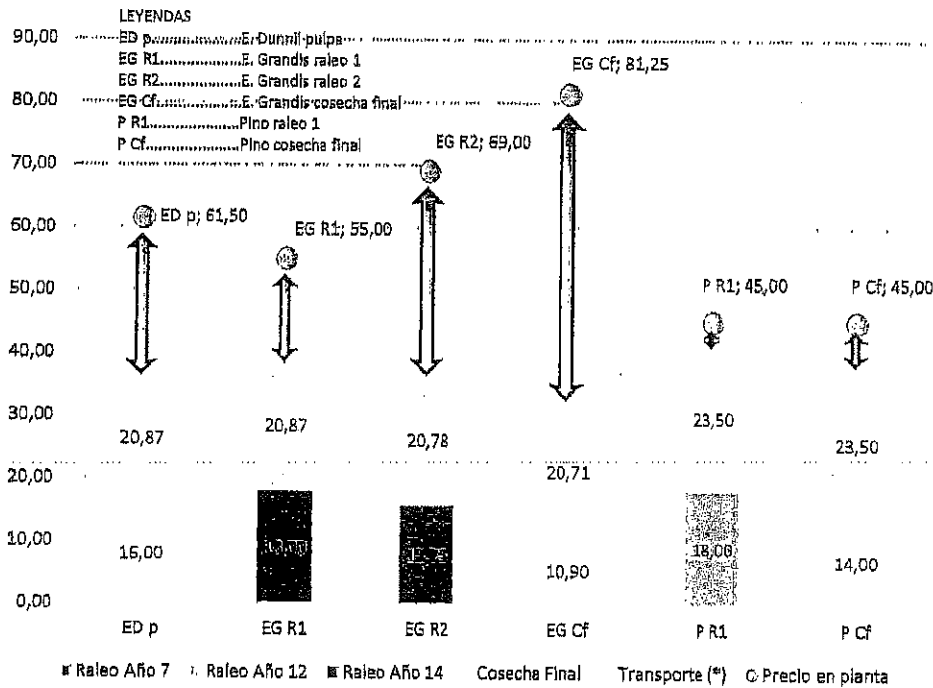 LEYENDAS
90,00
ED p..................E. Dunnii pulpa
EG R1..................E. Grandis raleo 1
EG R2..................E. Grandis raleo 2
EG Cf..................E. Grandis cosecha final
P R1..................Pino raleo 1
P Cf..................Pino cosecha final
EG Cf; 81,25
80,00
EG R2; 69,00
70,00
ED p; 61,50
60,00
EG R1; 55,00
50,00
P R1; 45,00
P Cf; 45,00
40,00
30,00
20,87
20,87
20,78
20,71
23,50
23,50
20,00
10,00
10,90
18,00
14,00
0,00
ED p
EG R1
EG R2
EG Cf
P R1
P Cf
Raleo Año 7
Raleo Año 12
Raleo Año 14
Cosecha Final
Transporte (*)
Precio en planta